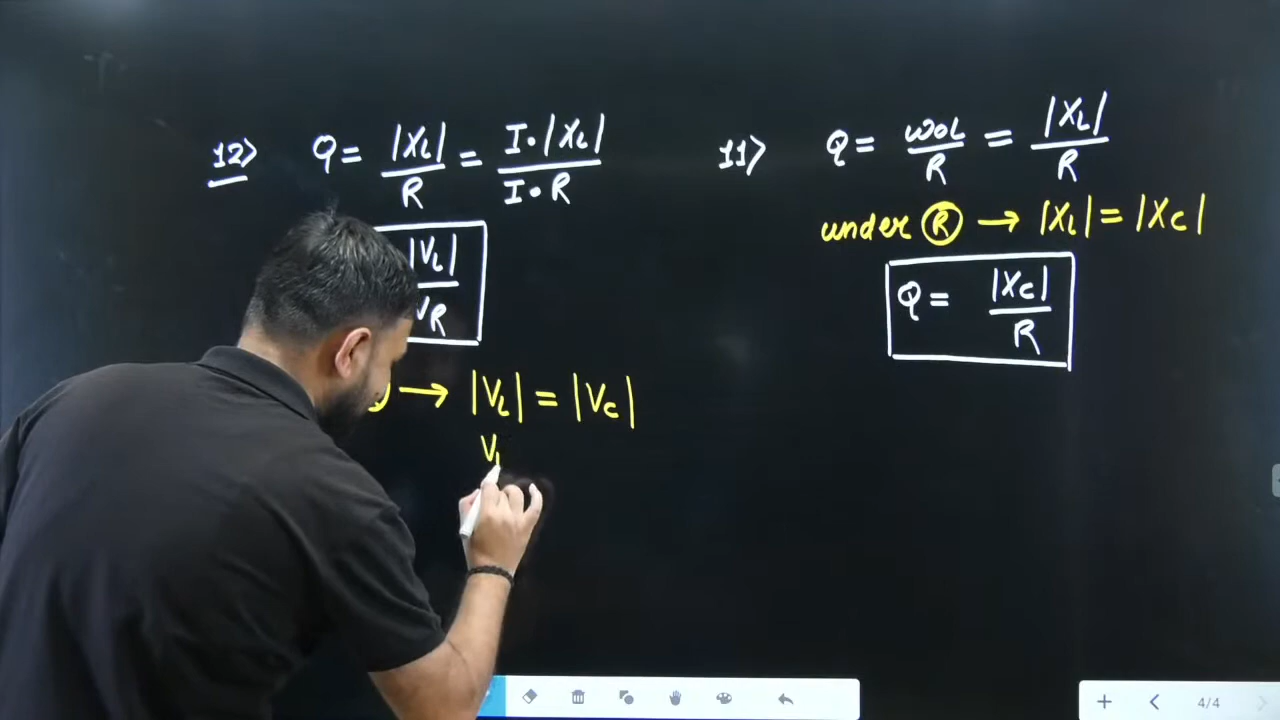 12> Q = |XL|/R = I·|XL|/I·R
|VL|/VR
→ |VL| = |VC|
V
11> Q = ω0L/R = |XL|/R
under Ⓡ → |XL| = |XC|
Q = |XC|/R
4/4